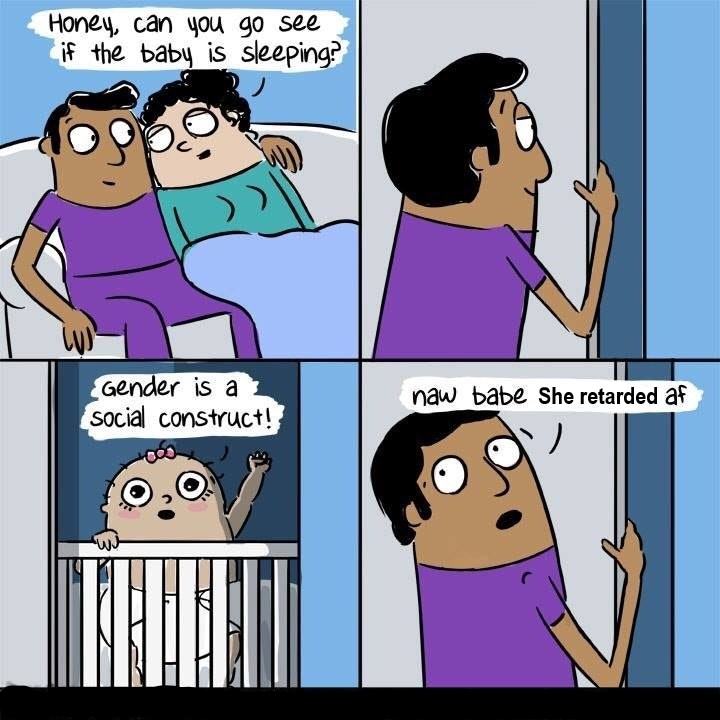 Honey, can you go see
if the baby is sleeping?
Gender is a
social construct!
naw babe She retarded af